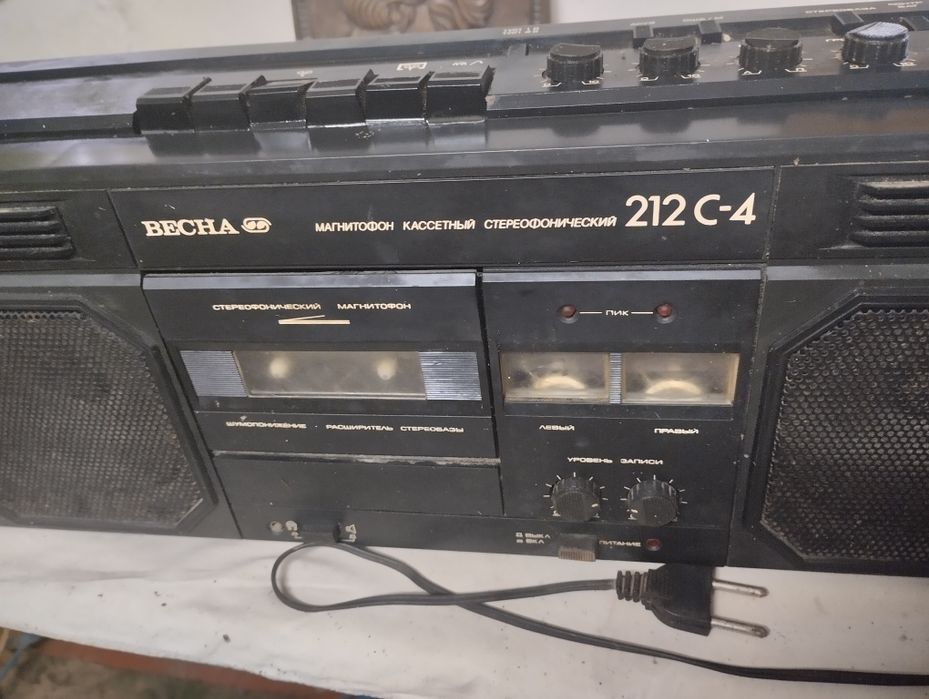 ВЕСНА
МАГНИТОФОН КАССЕТНЫЙ СТЕРЕОФОНИЧЕСКИЙ 212 С-4
СТЕРЕОФОНИЧЕСКИЙ МАГНИТОФОН
ПИК
ШУМОПОНИЖЕНИЕ РАСШИРИТЕЛЬ СТЕРЕОБАЗЫ
ЛЕВЫЙ ПРАВЫЙ
УРОВЕНЬ ЗАПИСИ
ВЫКЛ
ВКЛ
ПИТАНИЕ